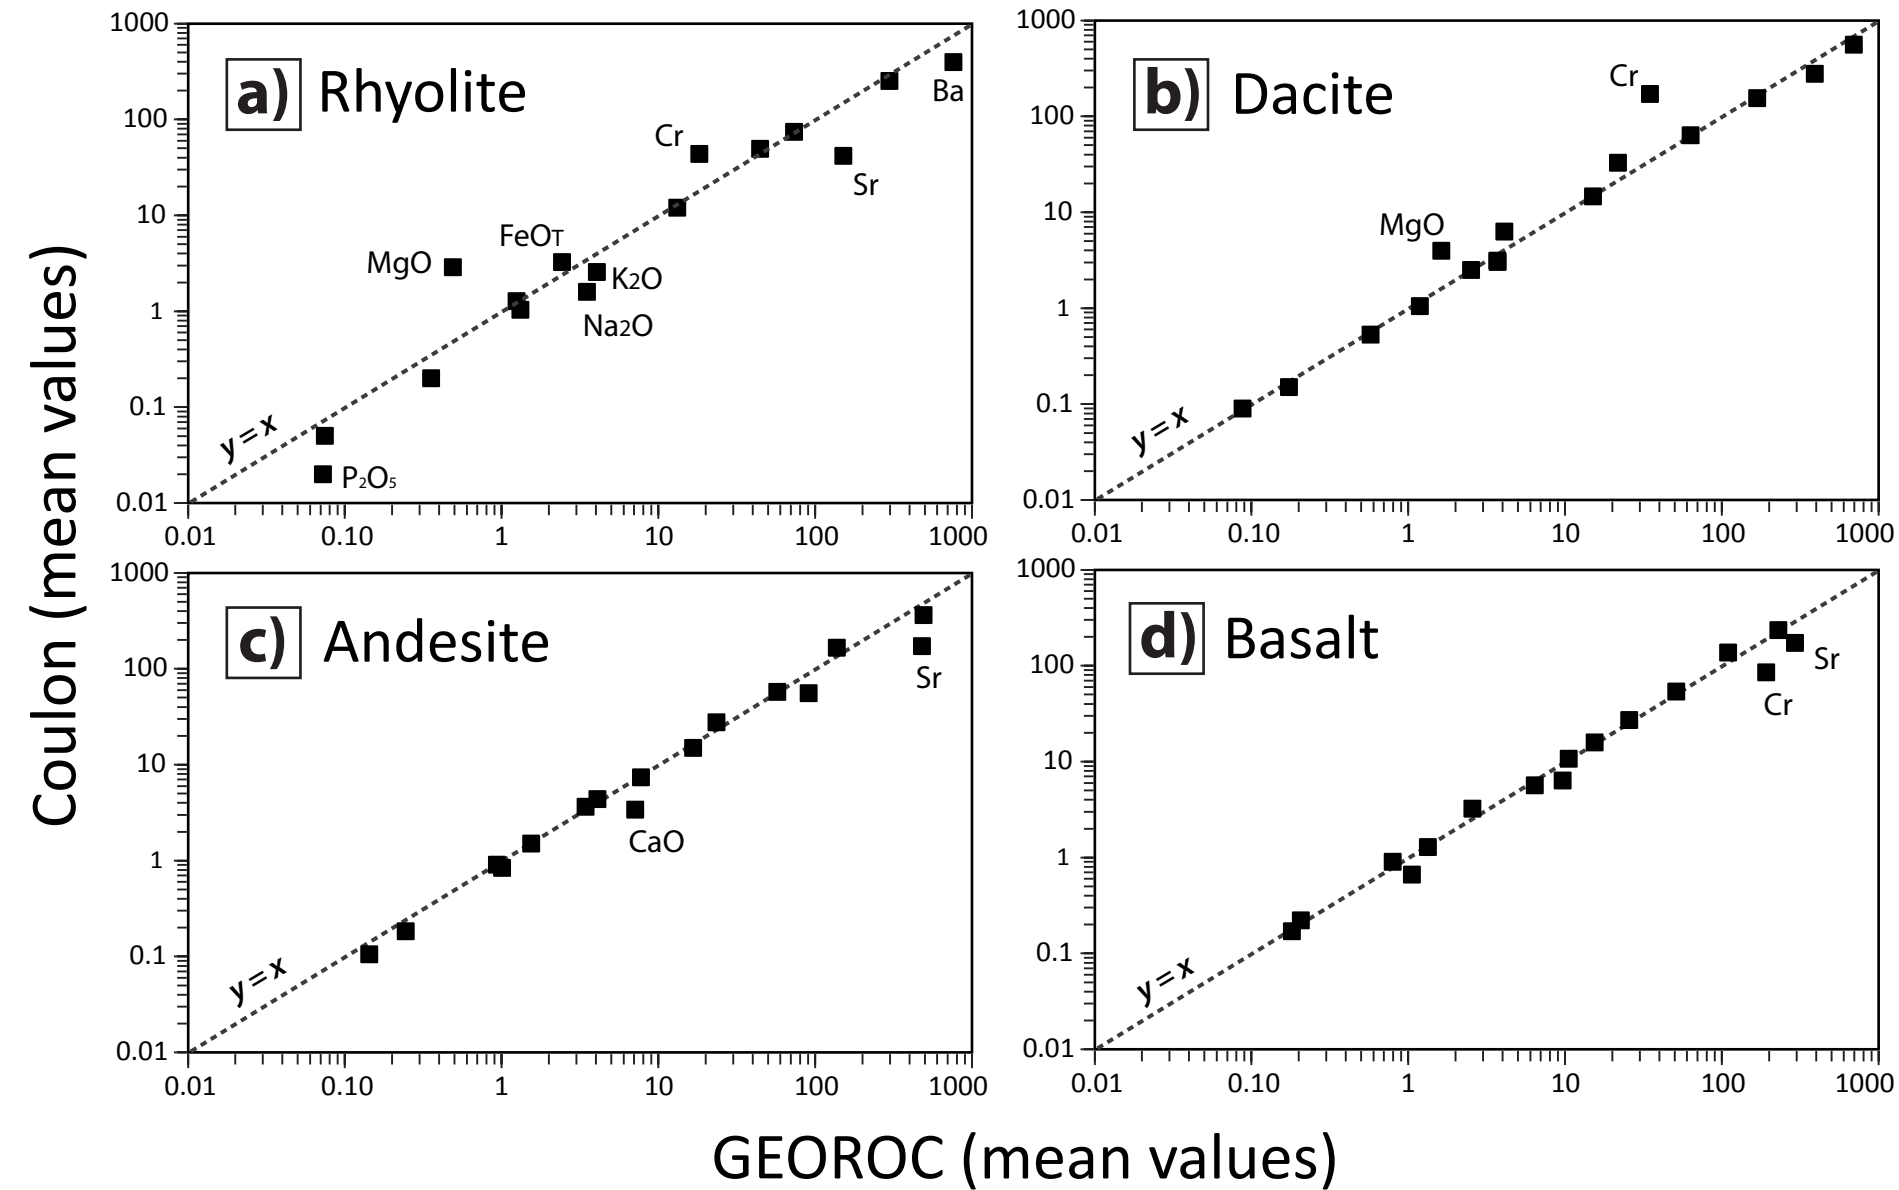 Coulon (mean values)
a) Rhyolite
1000
100
10
1
0.1
0.01
Ba
Cr
Sr
FeOT
MgO
K2O
Na2O
y = x
P2O5
0.01 0.10 1 10 100 1000
b) Dacite
1000
100
10
1
0.1
0.01
Cr
MgO
y = x
0.01 0.10 1 10 100 1000
c) Andesite
1000
100
10
1
0.1
0.01
Sr
CaO
y = x
0.01 0.10 1 10 100 1000
d) Basalt
1000
100
10
1
0.1
0.01
Sr
Cr
y = x
0.01 0.10 1 10 100 1000
GEOROC (mean values)